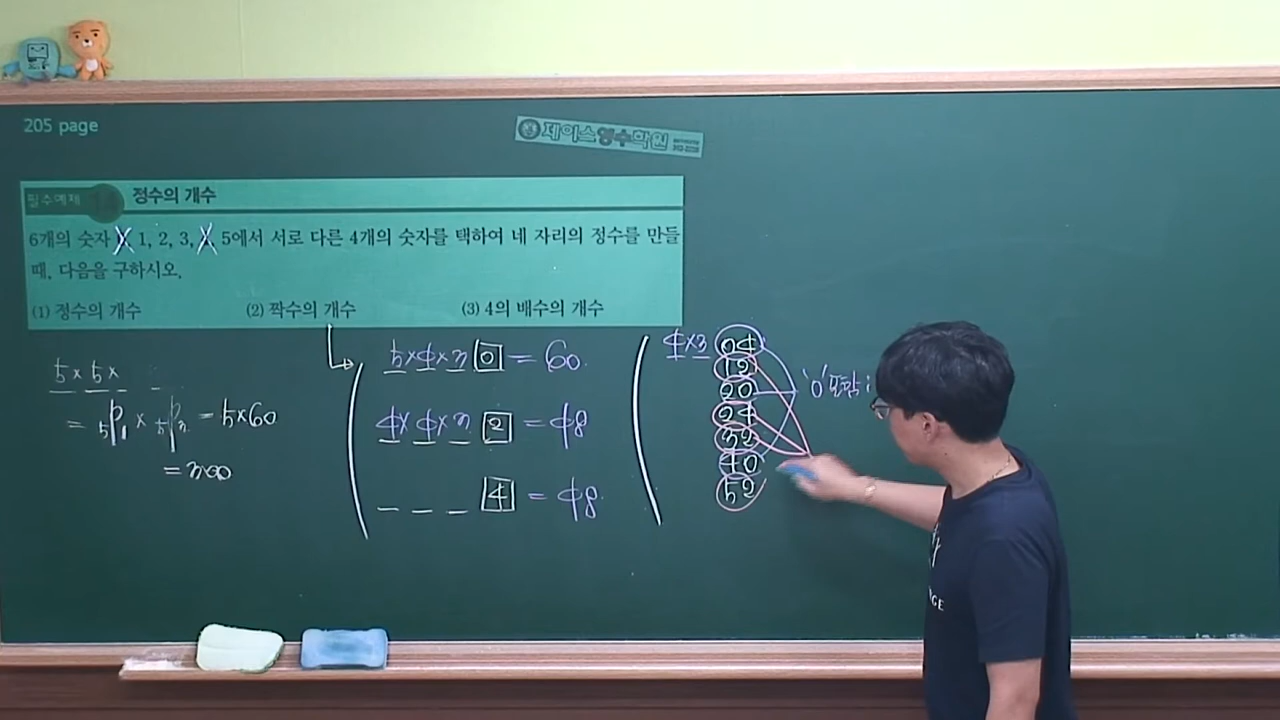 205 page
제이스영수학원
필수예제 정수의 개수
6개의 숫자 0, 1, 2, 3, 4, 5에서 서로 다른 4개의 숫자를 택하여 네 자리의 정수를 만들
때, 다음을 구하시오.
(1) 정수의 개수 (2) 짝수의 개수 (3) 4의 배수의 개수
5×5×
= ₅P₁ × ₅P₃ = 5×60
= 300
5×4×3 0 = 60.
4×4×3 2 = 48
4 = 48.
4×3 04
12
20 '0'포함:
24
32
40
52